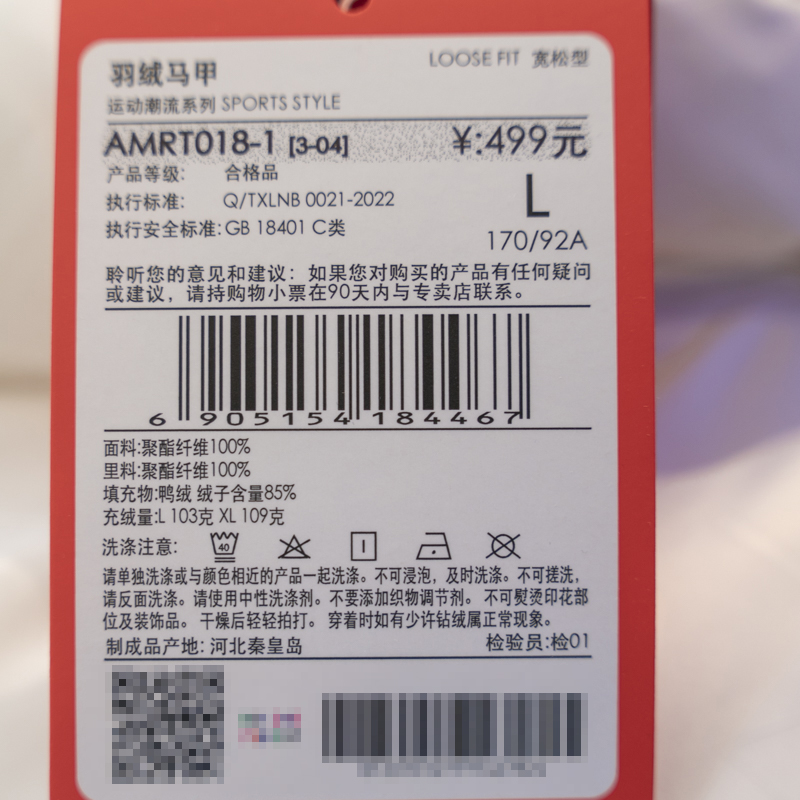 羽绒马甲
LOOSE FIT 宽松型
运动潮流系列 SPORTS STYLE
AMRT018-1 [3-04] ¥:499元
产品等级: 合格品
执行标准: Q/TXLNB 0021-2022
L
执行安全标准:GB 18401 C类
170/92A
聆听您的意见和建议：如果您对购买的产品有任何疑问
或建议，请持购物小票在90天内与专卖店联系。
6 905154 184467
面料:聚酯纤维100%
里料:聚酯纤维100%
填充物:鸭绒 绒子含量85%
充绒量:L 103克 XL 109克
洗涤注意: 40
请单独洗涤或与颜色相近的产品一起洗涤。不可浸泡，及时洗涤。不可搓洗，
请反面洗涤。请使用中性洗涤剂。不要添加织物调节剂。 不可熨烫印花部
位及装饰品。 干燥后轻轻拍打。 穿着时如有少许钻绒属正常现象。
制成品产地: 河北秦皇岛 检验员:检01